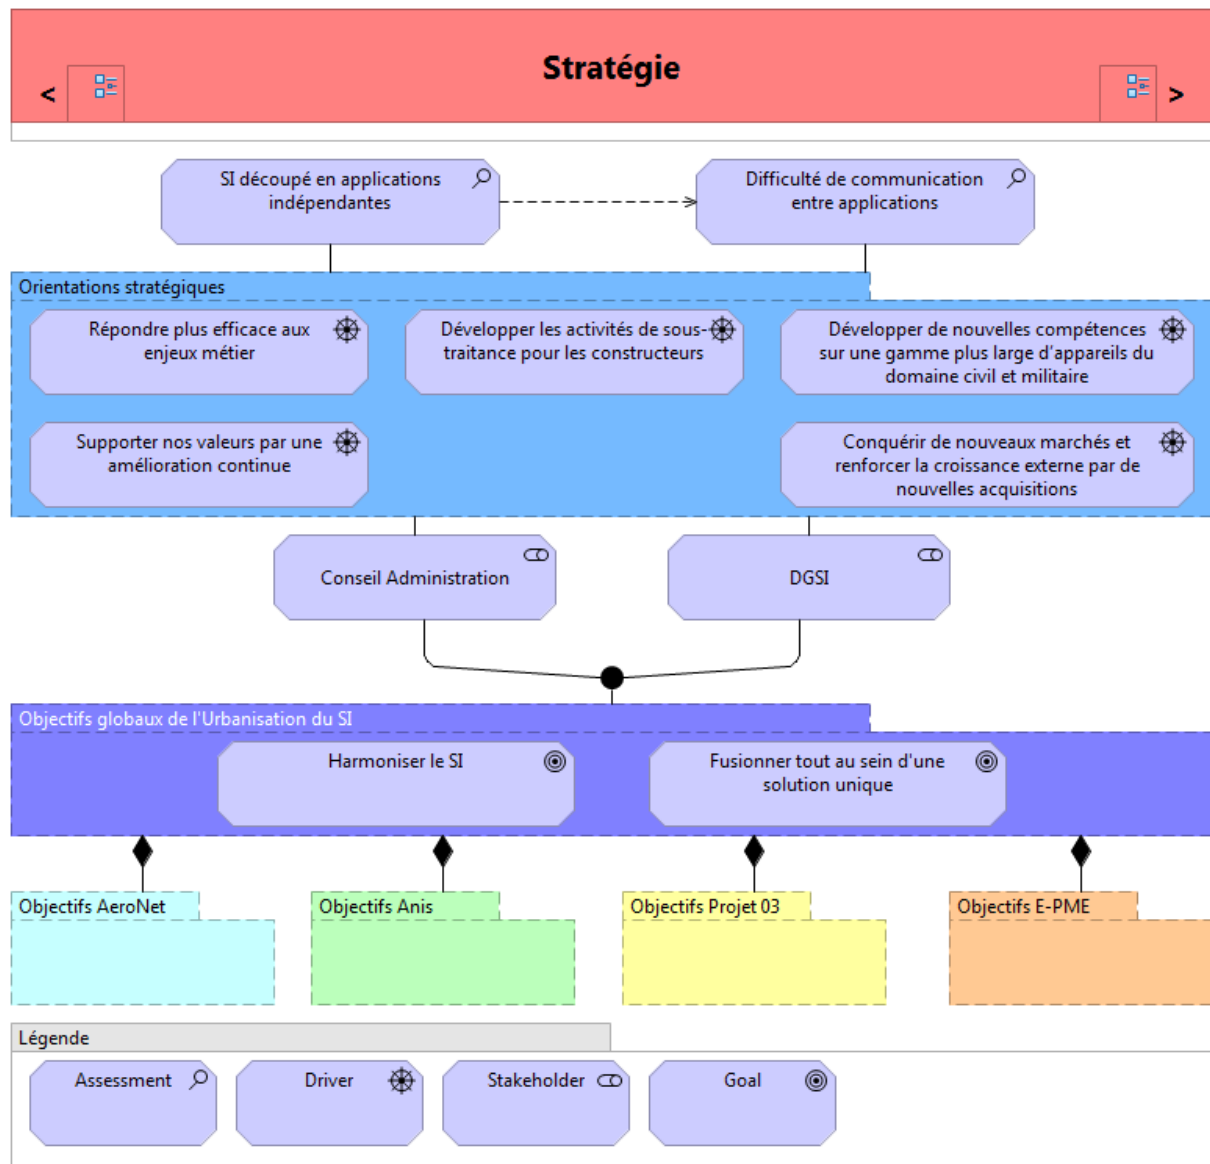 Stratégie
<
>
SI découpé en applications
indépendantes
Difficulté de communication
entre applications
Orientations stratégiques
Répondre plus efficace aux
enjeux métier
Développer les activités de sous-
traitance pour les constructeurs
Développer de nouvelles compétences
sur une gamme plus large d'appareils du
domaine civil et militaire
Supporter nos valeurs par une
amélioration continue
Conquérir de nouveaux marchés et
renforcer la croissance externe par de
nouvelles acquisitions
Conseil Administration
DGSI
Objectifs globaux de l'Urbanisation du SI
Harmoniser le SI
Fusionner tout au sein d'une
solution unique
Objectifs AeroNet
Objectifs Anis
Objectifs Projet 03
Objectifs E-PME
Légende
Assessment
Driver
Stakeholder
Goal